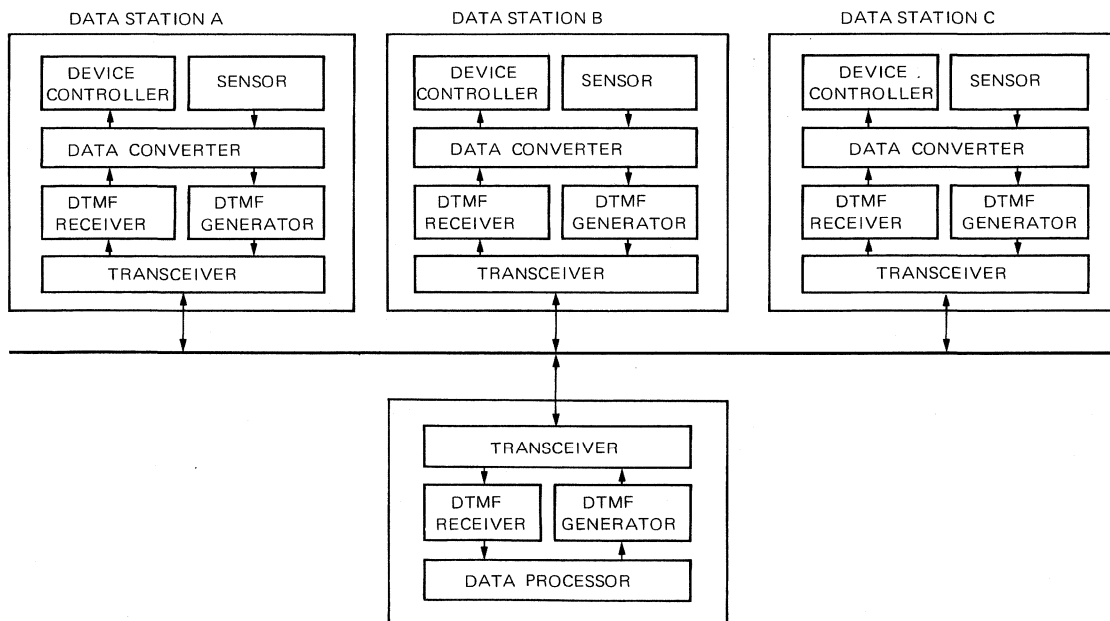 DATA STATION A
DEVICE
CONTROLLER
SENSOR
DATA CONVERTER
DTMF
RECEIVER
DTMF
GENERATOR
TRANSCEIVER
DATA STATION B
DEVICE
CONTROLLER
SENSOR
DATA CONVERTER
DTMF
RECEIVER
DTMF
GENERATOR
TRANSCEIVER
DATA STATION C
DEVICE
CONTROLLER
SENSOR
DATA CONVERTER
DTMF
RECEIVER
DTMF
GENERATOR
TRANSCEIVER
TRANSCEIVER
DTMF
RECEIVER
DTMF
GENERATOR
DATA PROCESSOR